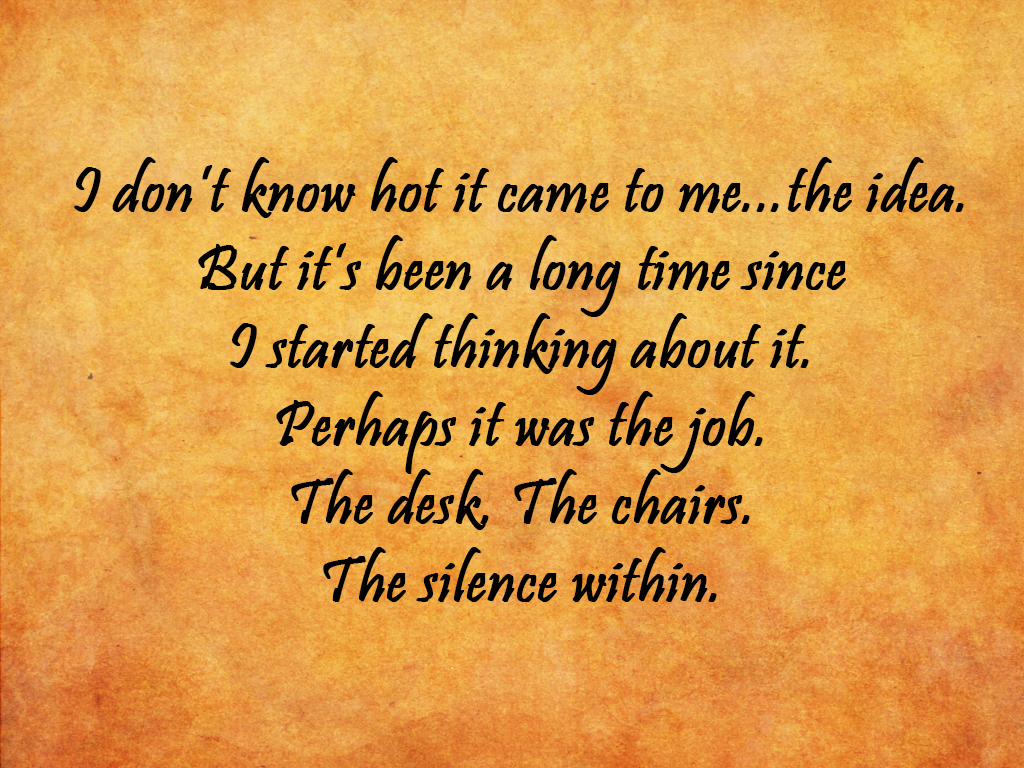 I don't know hot it came to me...the idea.
But it's been a long time since
I started thinking about it.
Perhaps it was the job.
The desk, The chairs.
The silence within.